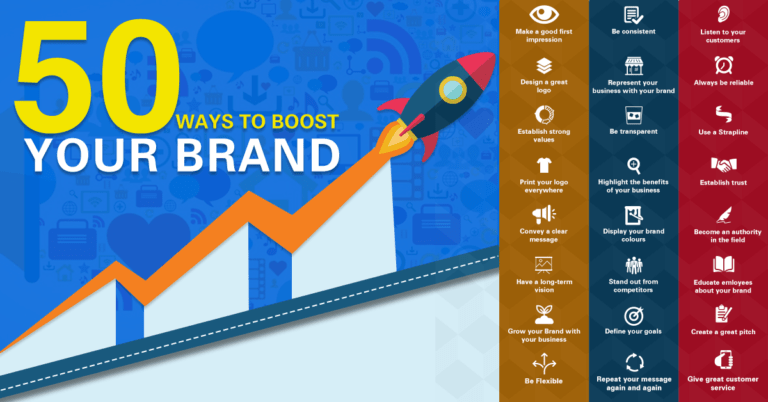 50
WAYS TO BOOST
YOUR BRAND
Make a good first
impression
Design a great
logo
Establish strong
values
Print your logo
everywhere
Convey a clear
message
Have a long-term
vision
Grow your Brand with
your business
Be Flexible
Be consistent
Represent your
business with your brand
Be transparent
Highlight the benefits
of your business
Display your brand
colours
Stand out from
competitors
Define your goals
Repeat your message
again and again
Listen to your
customers
Always be reliable
Use a Strapline
Establish trust
Become an authority
in the field
Educate emloyees
about your brand
Create a great pitch
Give great customer
service